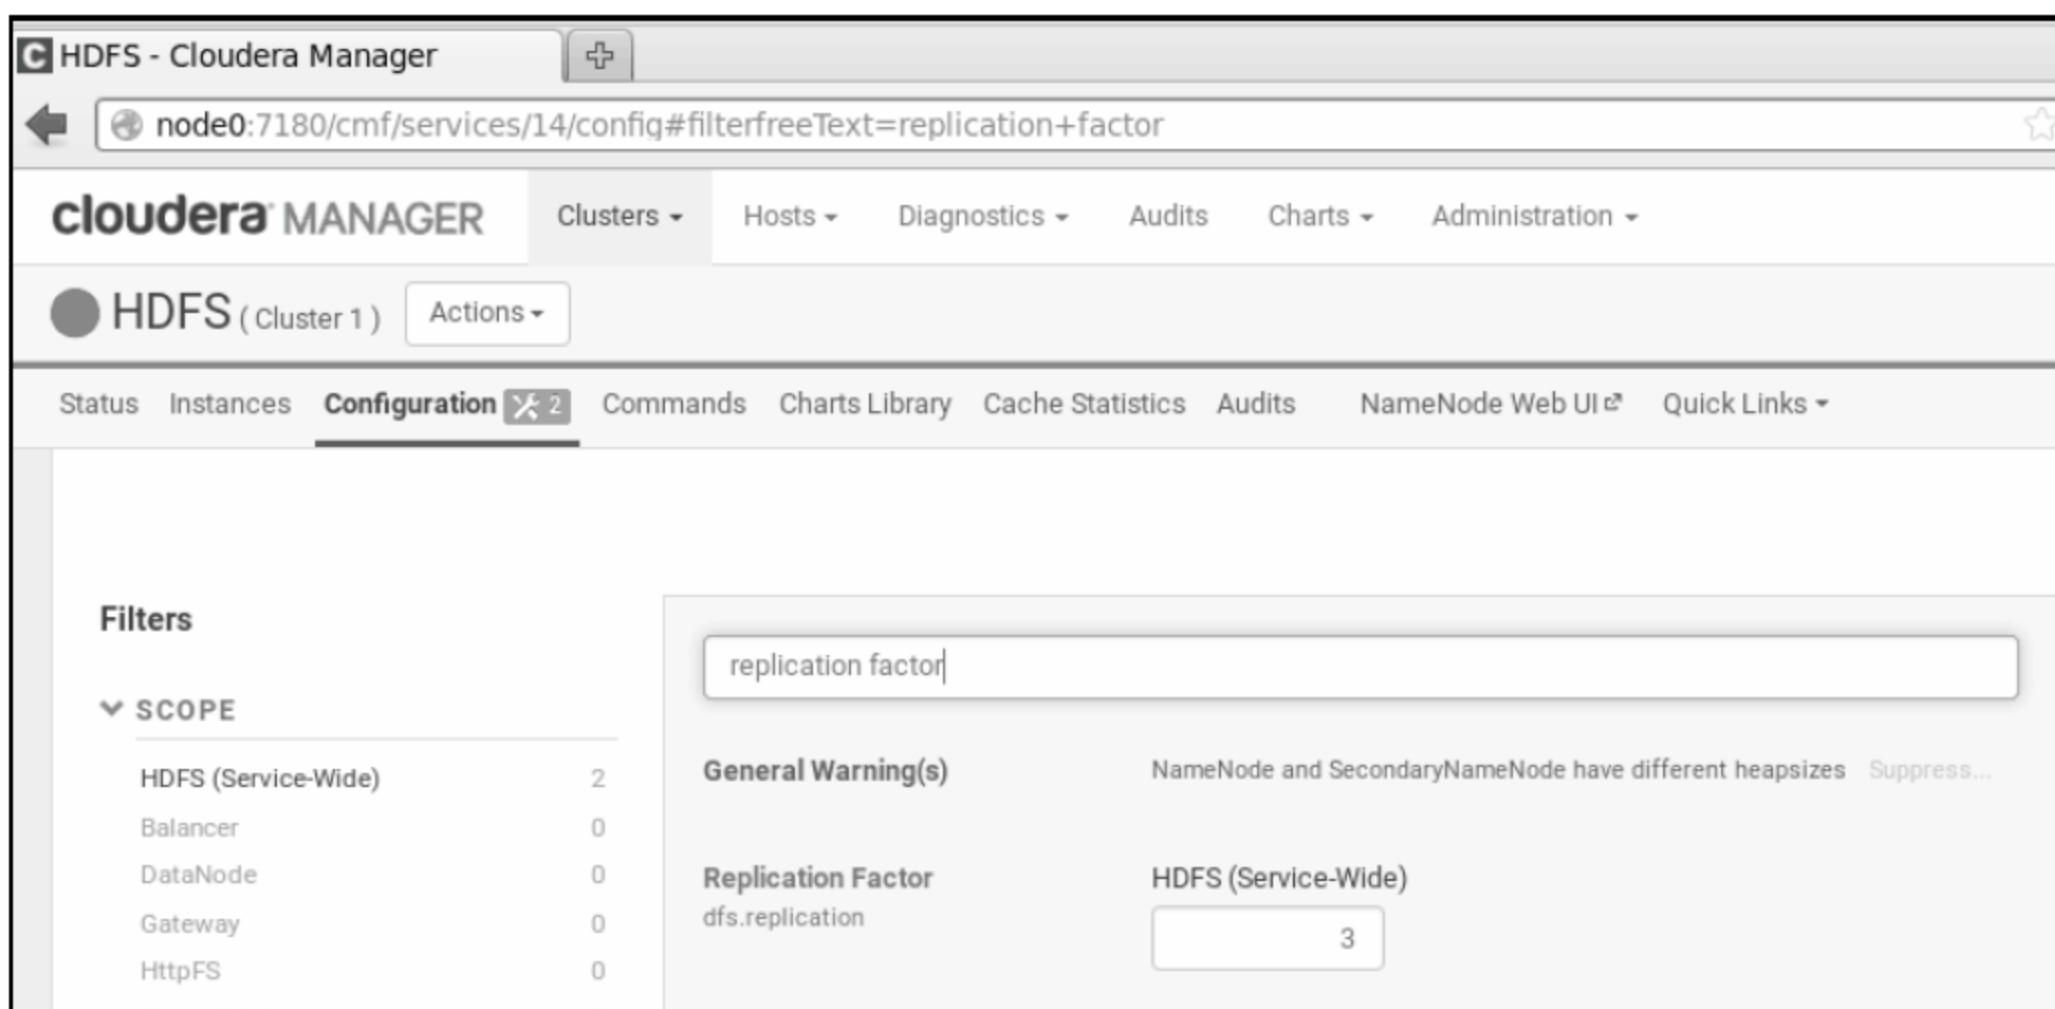 HDFS - Cloudera Manager
node0:7180/cmf/services/14/config#filterfreeText=replication+factor
cloudera MANAGER Clusters Hosts Diagnostics Audits Charts Administration
HDFS ( Cluster 1 ) Actions
Status Instances Configuration 2 Commands Charts Library Cache Statistics Audits NameNode Web UI Quick Links
Filters
replication factor
SCOPE
General Warning(s) NameNode and SecondaryNameNode have different heapsizes Suppress...
HDFS (Service-Wide) 2
Balancer 0
DataNode 0
Replication Factor HDFS (Service-Wide)
dfs.replication 3
Gateway 0
HttpFS 0